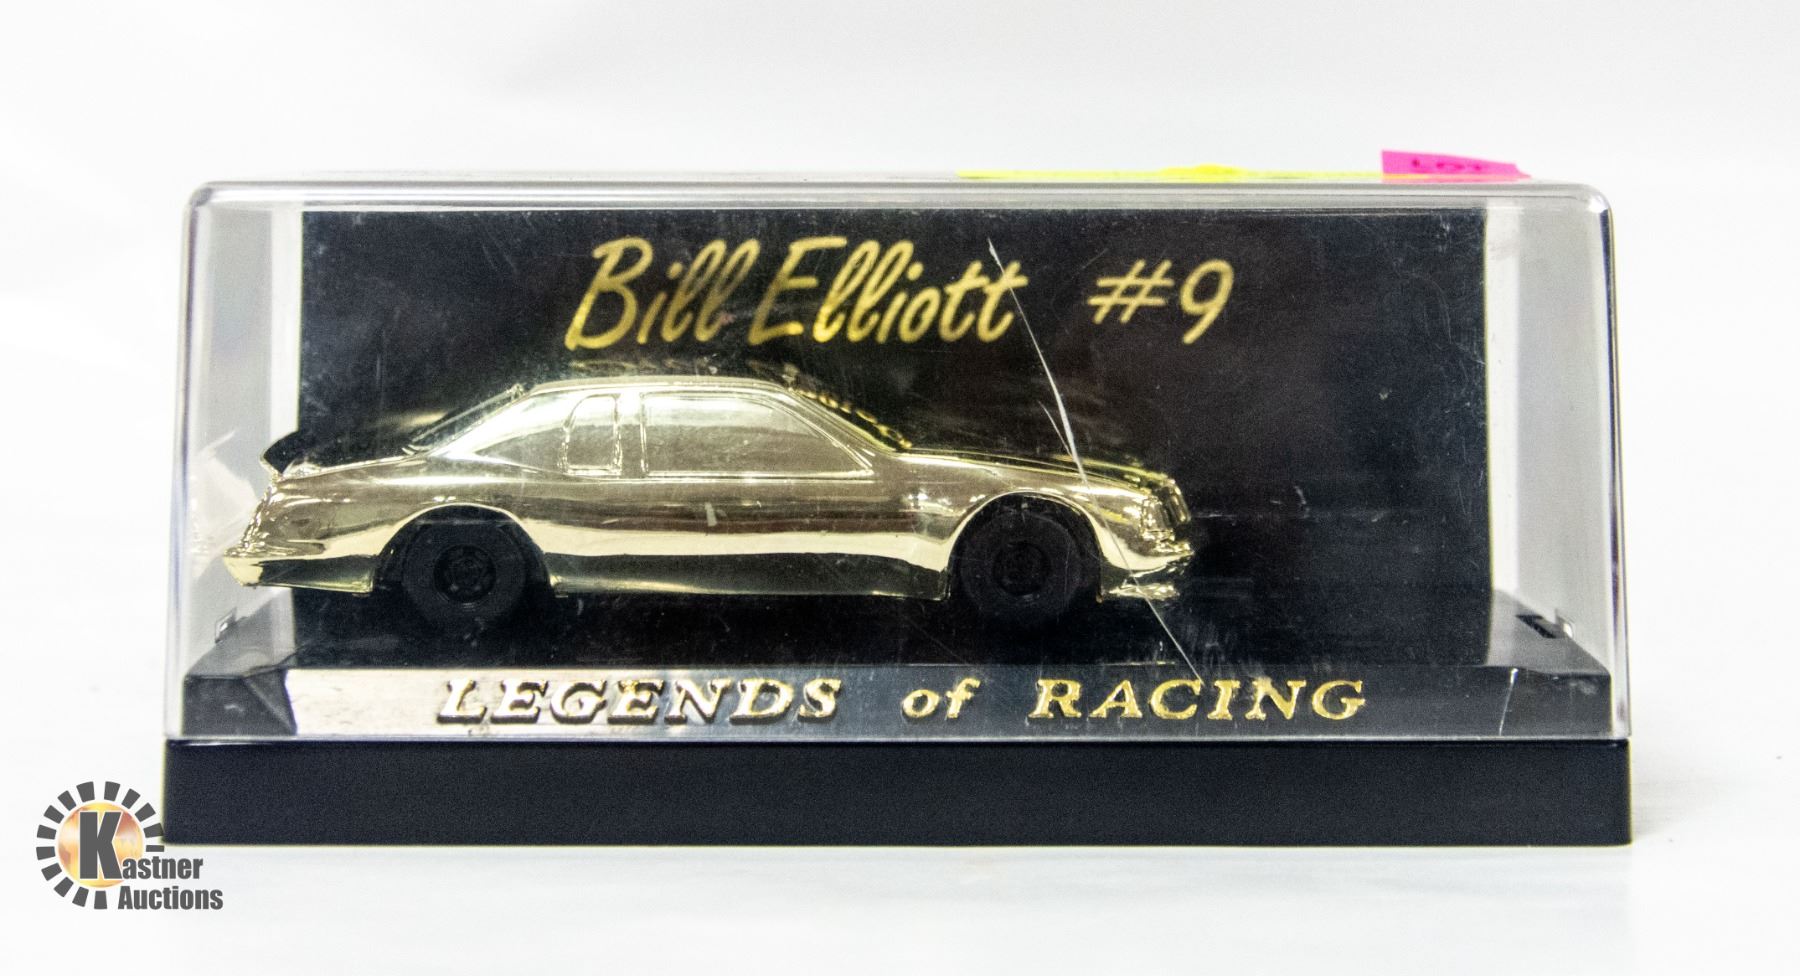 Bill Elliott #9
LEGENDS of RACING
Kastner
Auctions